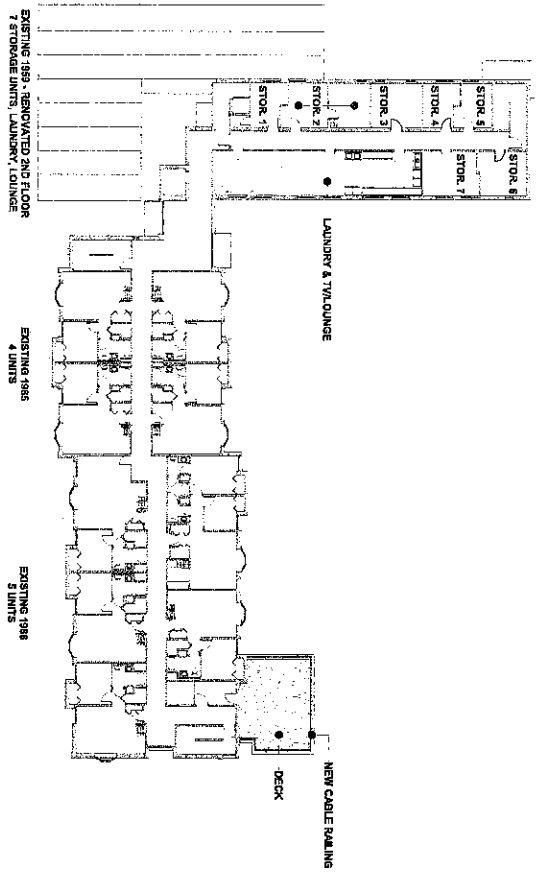 STOR. 1
STOR. 2
STOR. 3
STOR. 4
STOR. 5
STOR. 6
STOR. 7
LAUNDRY & TV/LOUNGE
EXISTING 1959 - RENOVATED 2ND FLOOR
7 STORAGE UNITS, LAUNDRY, LOUNGE
EXISTING 1985
4 UNITS
EXISTING 1988
5 UNITS
NEW CABLE RAILING
DECK